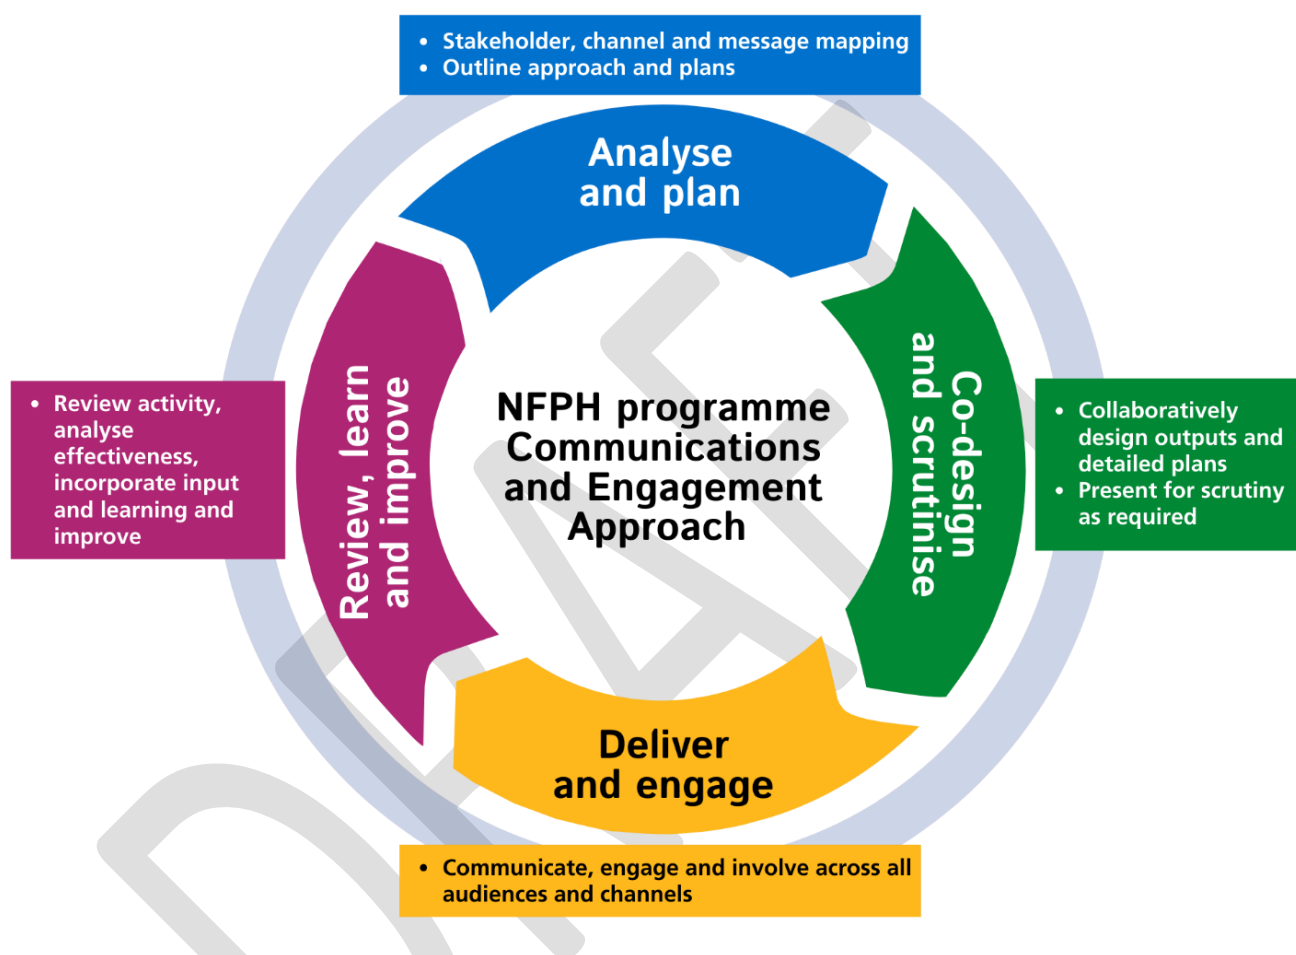 • Stakeholder, channel and message mapping
• Outline approach and plans
Analyse
and plan
Co-design
and scrutinise
• Collaboratively
design outputs and
detailed plans
• Present for scrutiny
as required
NFPH programme
Communications
and Engagement
Approach
Review, learn
and improve
• Review activity,
analyse
effectiveness,
incorporate input
and learning and
improve
Deliver
and engage
• Communicate, engage and involve across all
audiences and channels
DRAFT